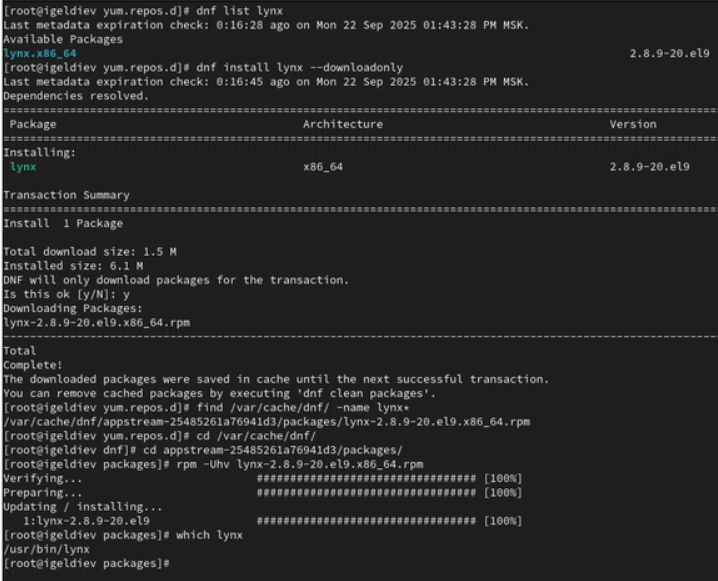 [root@igeldiev yum.repos.d]# dnf list lynx
Last metadata expiration check: 0:16:28 ago on Mon 22 Sep 2025 01:43:28 PM MSK.
Available Packages
lynx.x86_64 2.8.9-20.el9
[root@igeldiev yum.repos.d]# dnf install lynx --downloadonly
Last metadata expiration check: 0:16:45 ago on Mon 22 Sep 2025 01:43:28 PM MSK.
Dependencies resolved.
================================================================================
Package Architecture Version
================================================================================
Installing:
lynx x86_64 2.8.9-20.el9
Transaction Summary
================================================================================
Install 1 Package
Total download size: 1.5 M
Installed size: 6.1 M
DNF will only download packages for the transaction.
Is this ok [y/N]: y
Downloading Packages:
lynx-2.8.9-20.el9.x86_64.rpm
--------------------------------------------------------------------------------
Total
Complete!
The downloaded packages were saved in cache until the next successful transaction.
You can remove cached packages by executing 'dnf clean packages'.
[root@igeldiev yum.repos.d]# find /var/cache/dnf/ -name lynx*
/var/cache/dnf/appstream-25485261a76941d3/packages/lynx-2.8.9-20.el9.x86_64.rpm
[root@igeldiev yum.repos.d]# cd /var/cache/dnf/
[root@igeldiev dnf]# cd appstream-25485261a76941d3/packages/
[root@igeldiev packages]# rpm -Uhv lynx-2.8.9-20.el9.x86_64.rpm
Verifying... ################################# [100%]
Preparing... ################################# [100%]
Updating / installing...
1:lynx-2.8.9-20.el9 ################################# [100%]
[root@igeldiev packages]# which lynx
/usr/bin/lynx
[root@igeldiev packages]#